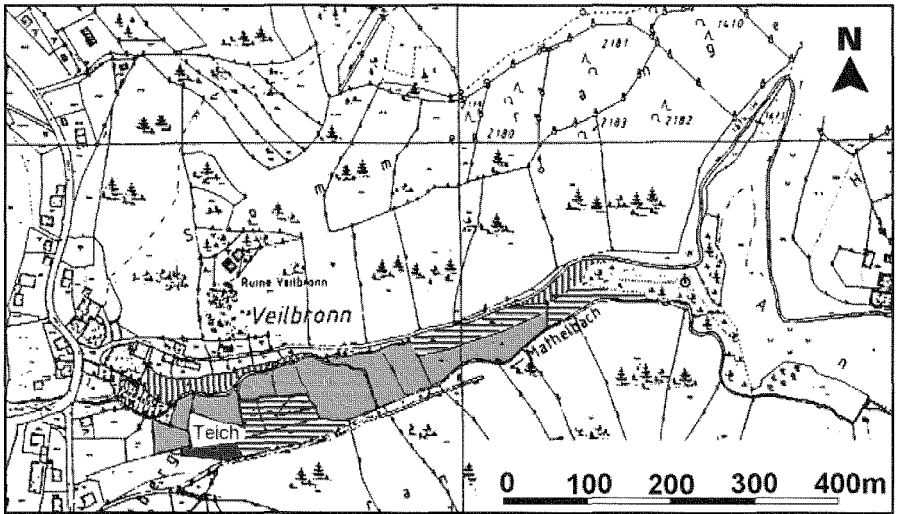 1410
2181
N
g
n
n
a
n
r
2180
2183
2182
m
m
H
S
a
Ruine Veilbronn
Veilbronn
A
Mathelbach
n
Teich
g
r
a
0 100 200 300 400m